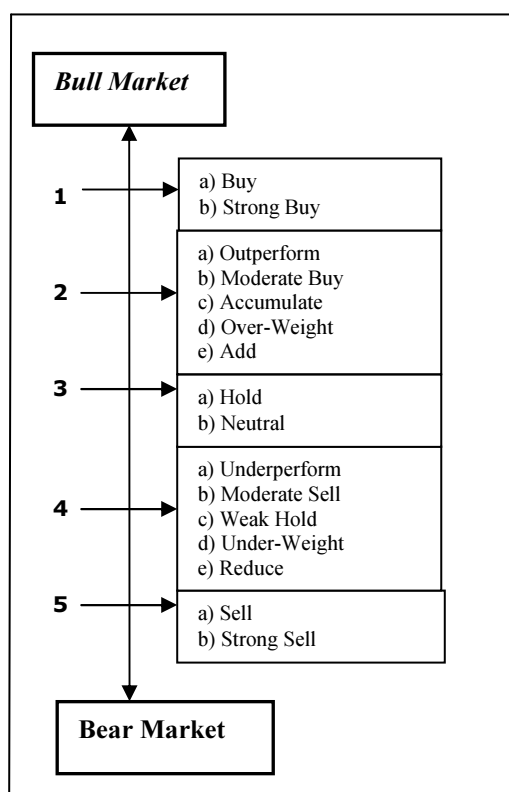 Bull Market
1
a) Buy
b) Strong Buy
2
a) Outperform
b) Moderate Buy
c) Accumulate
d) Over-Weight
e) Add
3
a) Hold
b) Neutral
4
a) Underperform
b) Moderate Sell
c) Weak Hold
d) Under-Weight
e) Reduce
5
a) Sell
b) Strong Sell
Bear Market